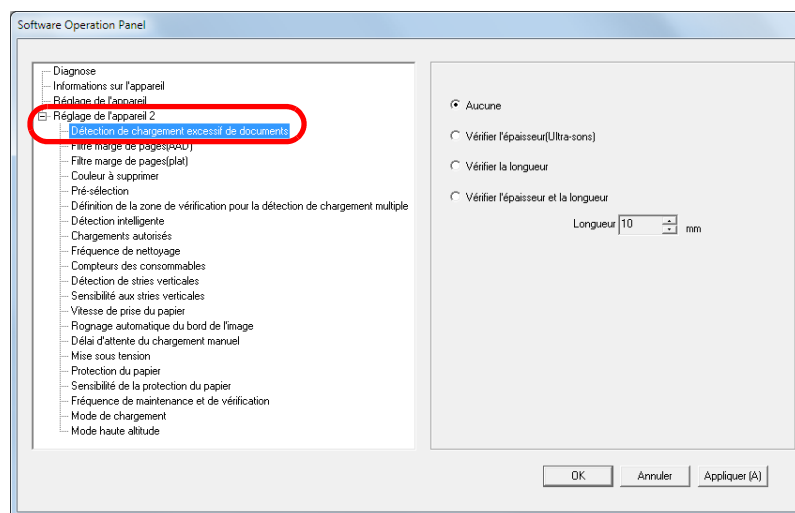 Software Operation Panel
Diagnose
Informations sur l'appareil
Réglage de l'appareil
Réglage de l'appareil 2
Détection de chargement excessif de documents
Filtre marge de pages(AAD)
Filtre marge de pages(plat)
Couleur à supprimer
Pré-sélection
Définition de la zone de vérification pour la détection de chargement multiple
Détection intelligente
Chargements autorisés
Fréquence de nettoyage
Compteurs des consommables
Détection de stries verticales
Sensibilité aux stries verticales
Vitesse de prise du papier
Rognage automatique du bord de l'image
Délai d'attente du chargement manuel
Mise sous tension
Protection du papier
Sensibilité de la protection du papier
Fréquence de maintenance et de vérification
Mode de chargement
Mode haute altitude
Aucune
Vérifier l'épaisseur(Ultra-sons)
Vérifier la longueur
Vérifier l'épaisseur et la longueur
Longueur 10 mm
OK Annuler Appliquer (A)